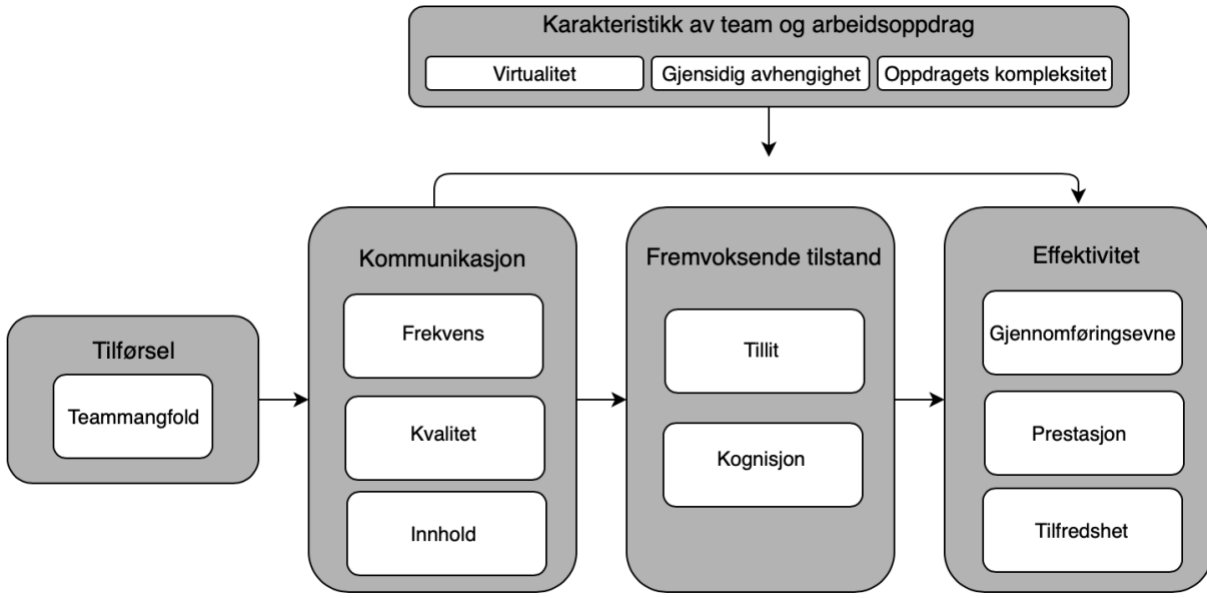 Karakteristikk av team og arbeidsoppdrag
Virtualitet
Gjensidig avhengighet
Oppdragets kompleksitet
Tilførsel
Teammangfold
Kommunikasjon
Frekvens
Kvalitet
Innhold
Fremvoksende tilstand
Tillit
Kognisjon
Effektivitet
Gjennomføringsevne
Prestasjon
Tilfredshet